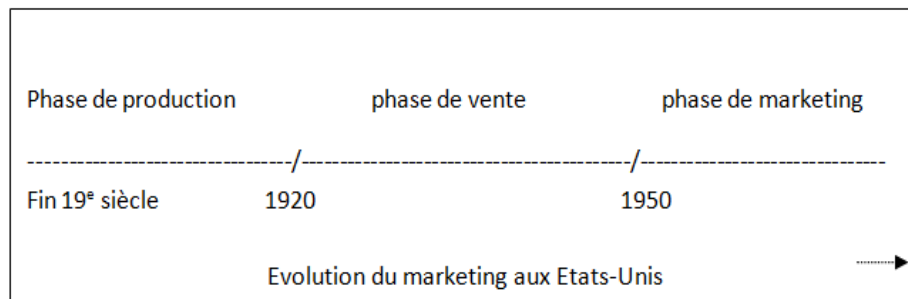 Phase de production phase de vente phase de marketing
---------------------------------/-----------------------------------------/-------------------------------
Fin 19e siècle 1920 1950
Evolution du marketing aux Etats-Unis